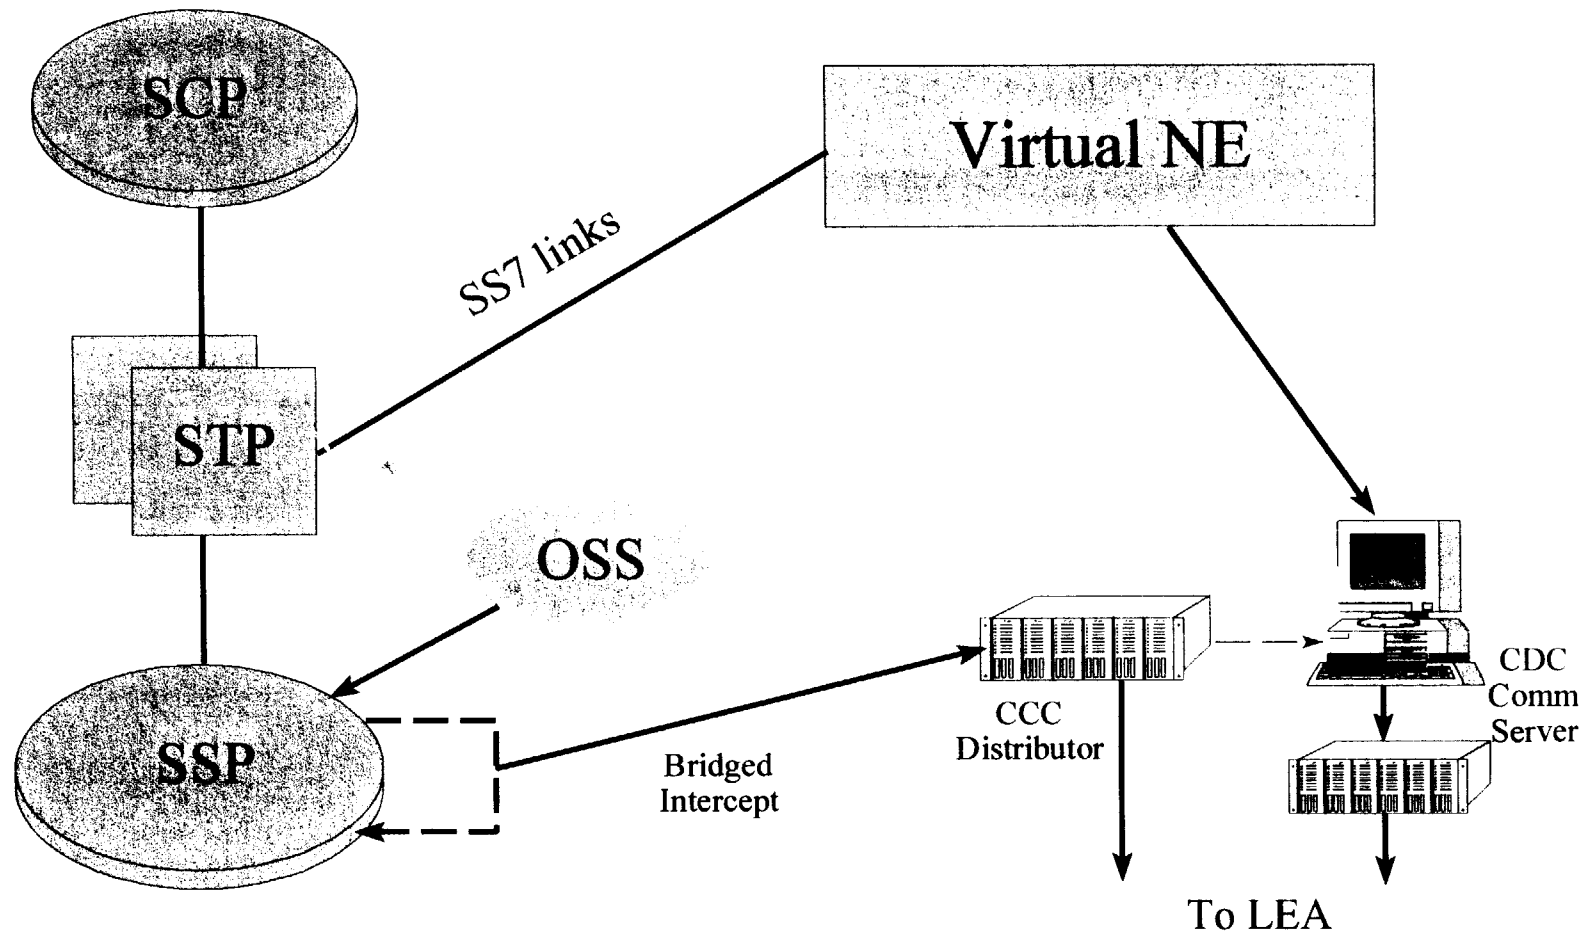 SCP
Virtual NE
SS7 links
STP
OSS
SSP
Bridged
Intercept
CCC
Distributor
CDC
Comm
Server
To LEA